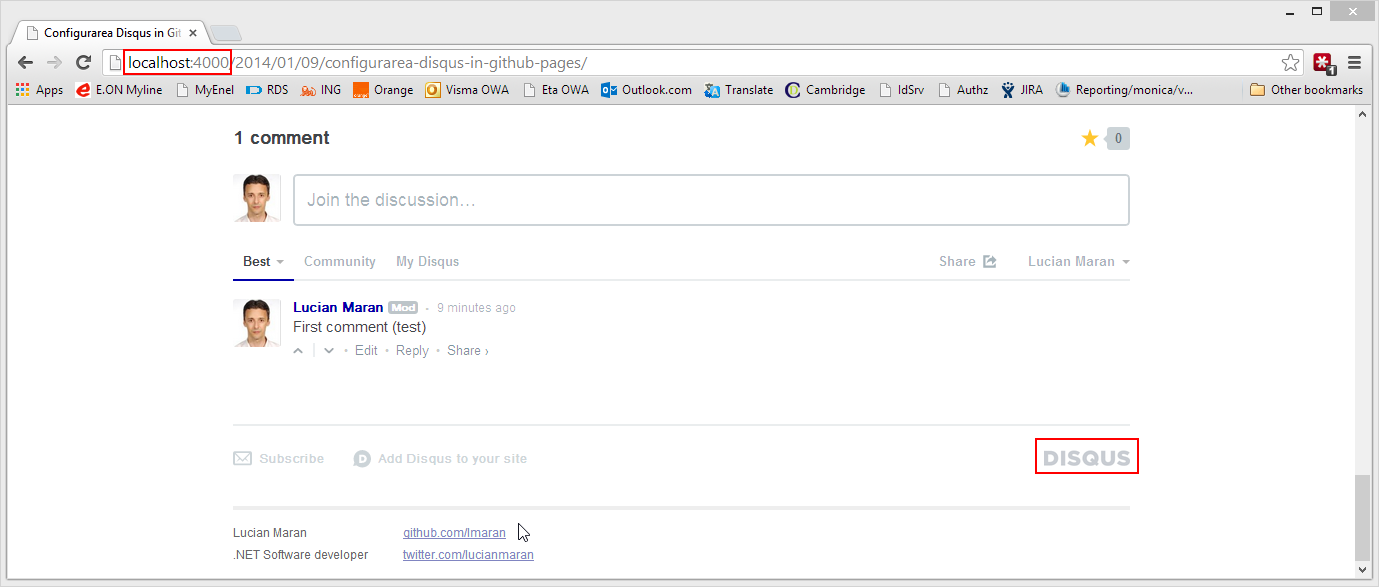 Configurarea Disqus in Git
localhost:4000/2014/01/09/configurarea-disqus-in-github-pages/
1
Apps E.ON Myline MyEnel RDS ING Orange Visma OWA Eta OWA Outlook.com Translate Cambridge IdSrv Authz JIRA Reporting/monica/v... Other bookmarks
1 comment 0
Join the discussion…
Best Community My Disqus Share Lucian Maran
Lucian Maran Mod · 9 minutes ago
First comment (test)
• Edit • Reply • Share ›
Subscribe D Add Disqus to your site DISQUS
Lucian Maran github.com/lmaran
.NET Software developer twitter.com/lucianmaran